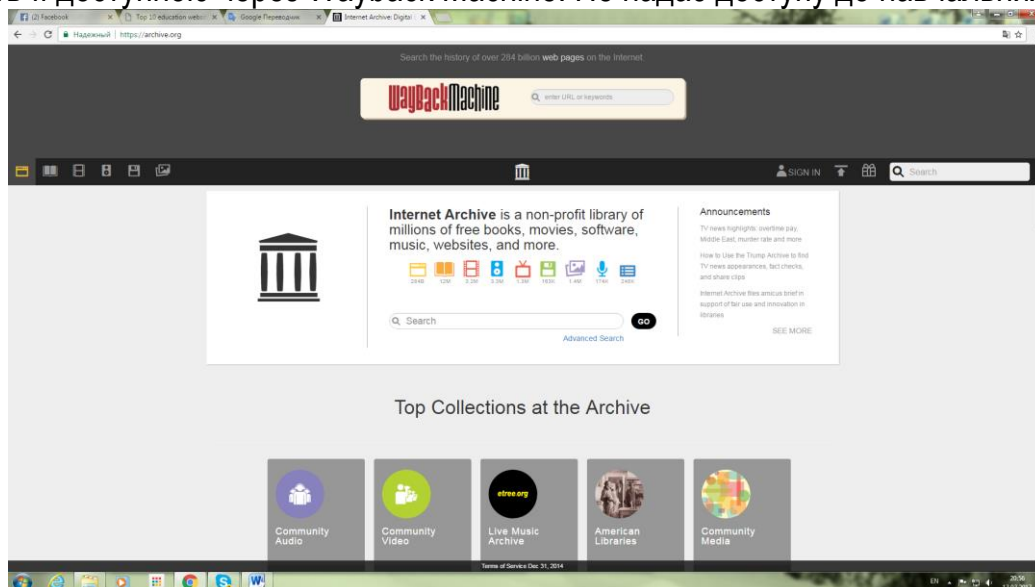 (2) Facebook
Top 10 education websit
Google Переводчик
Internet Archive: Digital
Надежный
https://archive.org
Search the history of over 284 billion web pages on the Internet.
WayBackMachine
enter URL or keywords
SIGN IN
Search
Internet Archive is a non-profit library of
millions of free books, movies, software,
music, websites, and more.
Search
GO
Advanced Search
Announcements
TV news highlights: overtime pay,
Middle East, murder rate and more
How to Use the Trump Archive to find
TV news appearances, fact checks,
and share clips
Internet Archive files amicus brief in
support of fair use and innovation in
libraries
SEE MORE
Top Collections at the Archive
etree.org
Community
Audio
Community
Video
Live Music
Archive
American
Libraries
Community
Media
Terms of Service Dec 31, 2014
EN
20:56